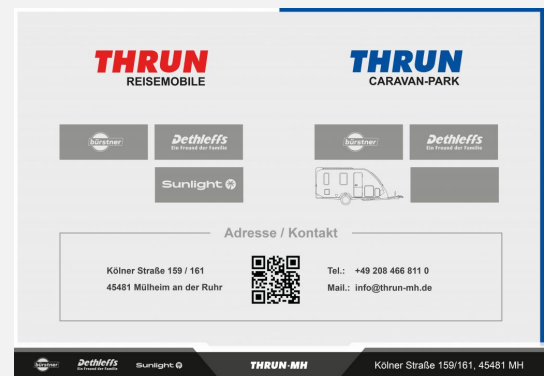 THRUN
REISEMOBILE
THRUN
CARAVAN-PARK
bürstner
Dethleffs
Ein Freund der Familie
bürstner
Dethleffs
Ein Freund der Familie
Sunlight
Adresse / Kontakt
Kölner Straße 159 / 161
45481 Mülheim an der Ruhr
Tel.: +49 208 466 811 0
Mail.: info@thrun-mh.de
bürstner
Dethleffs
Ein Freund der Familie
Sunlight
THRUN-MH
Kölner Straße 159/161, 45481 MH